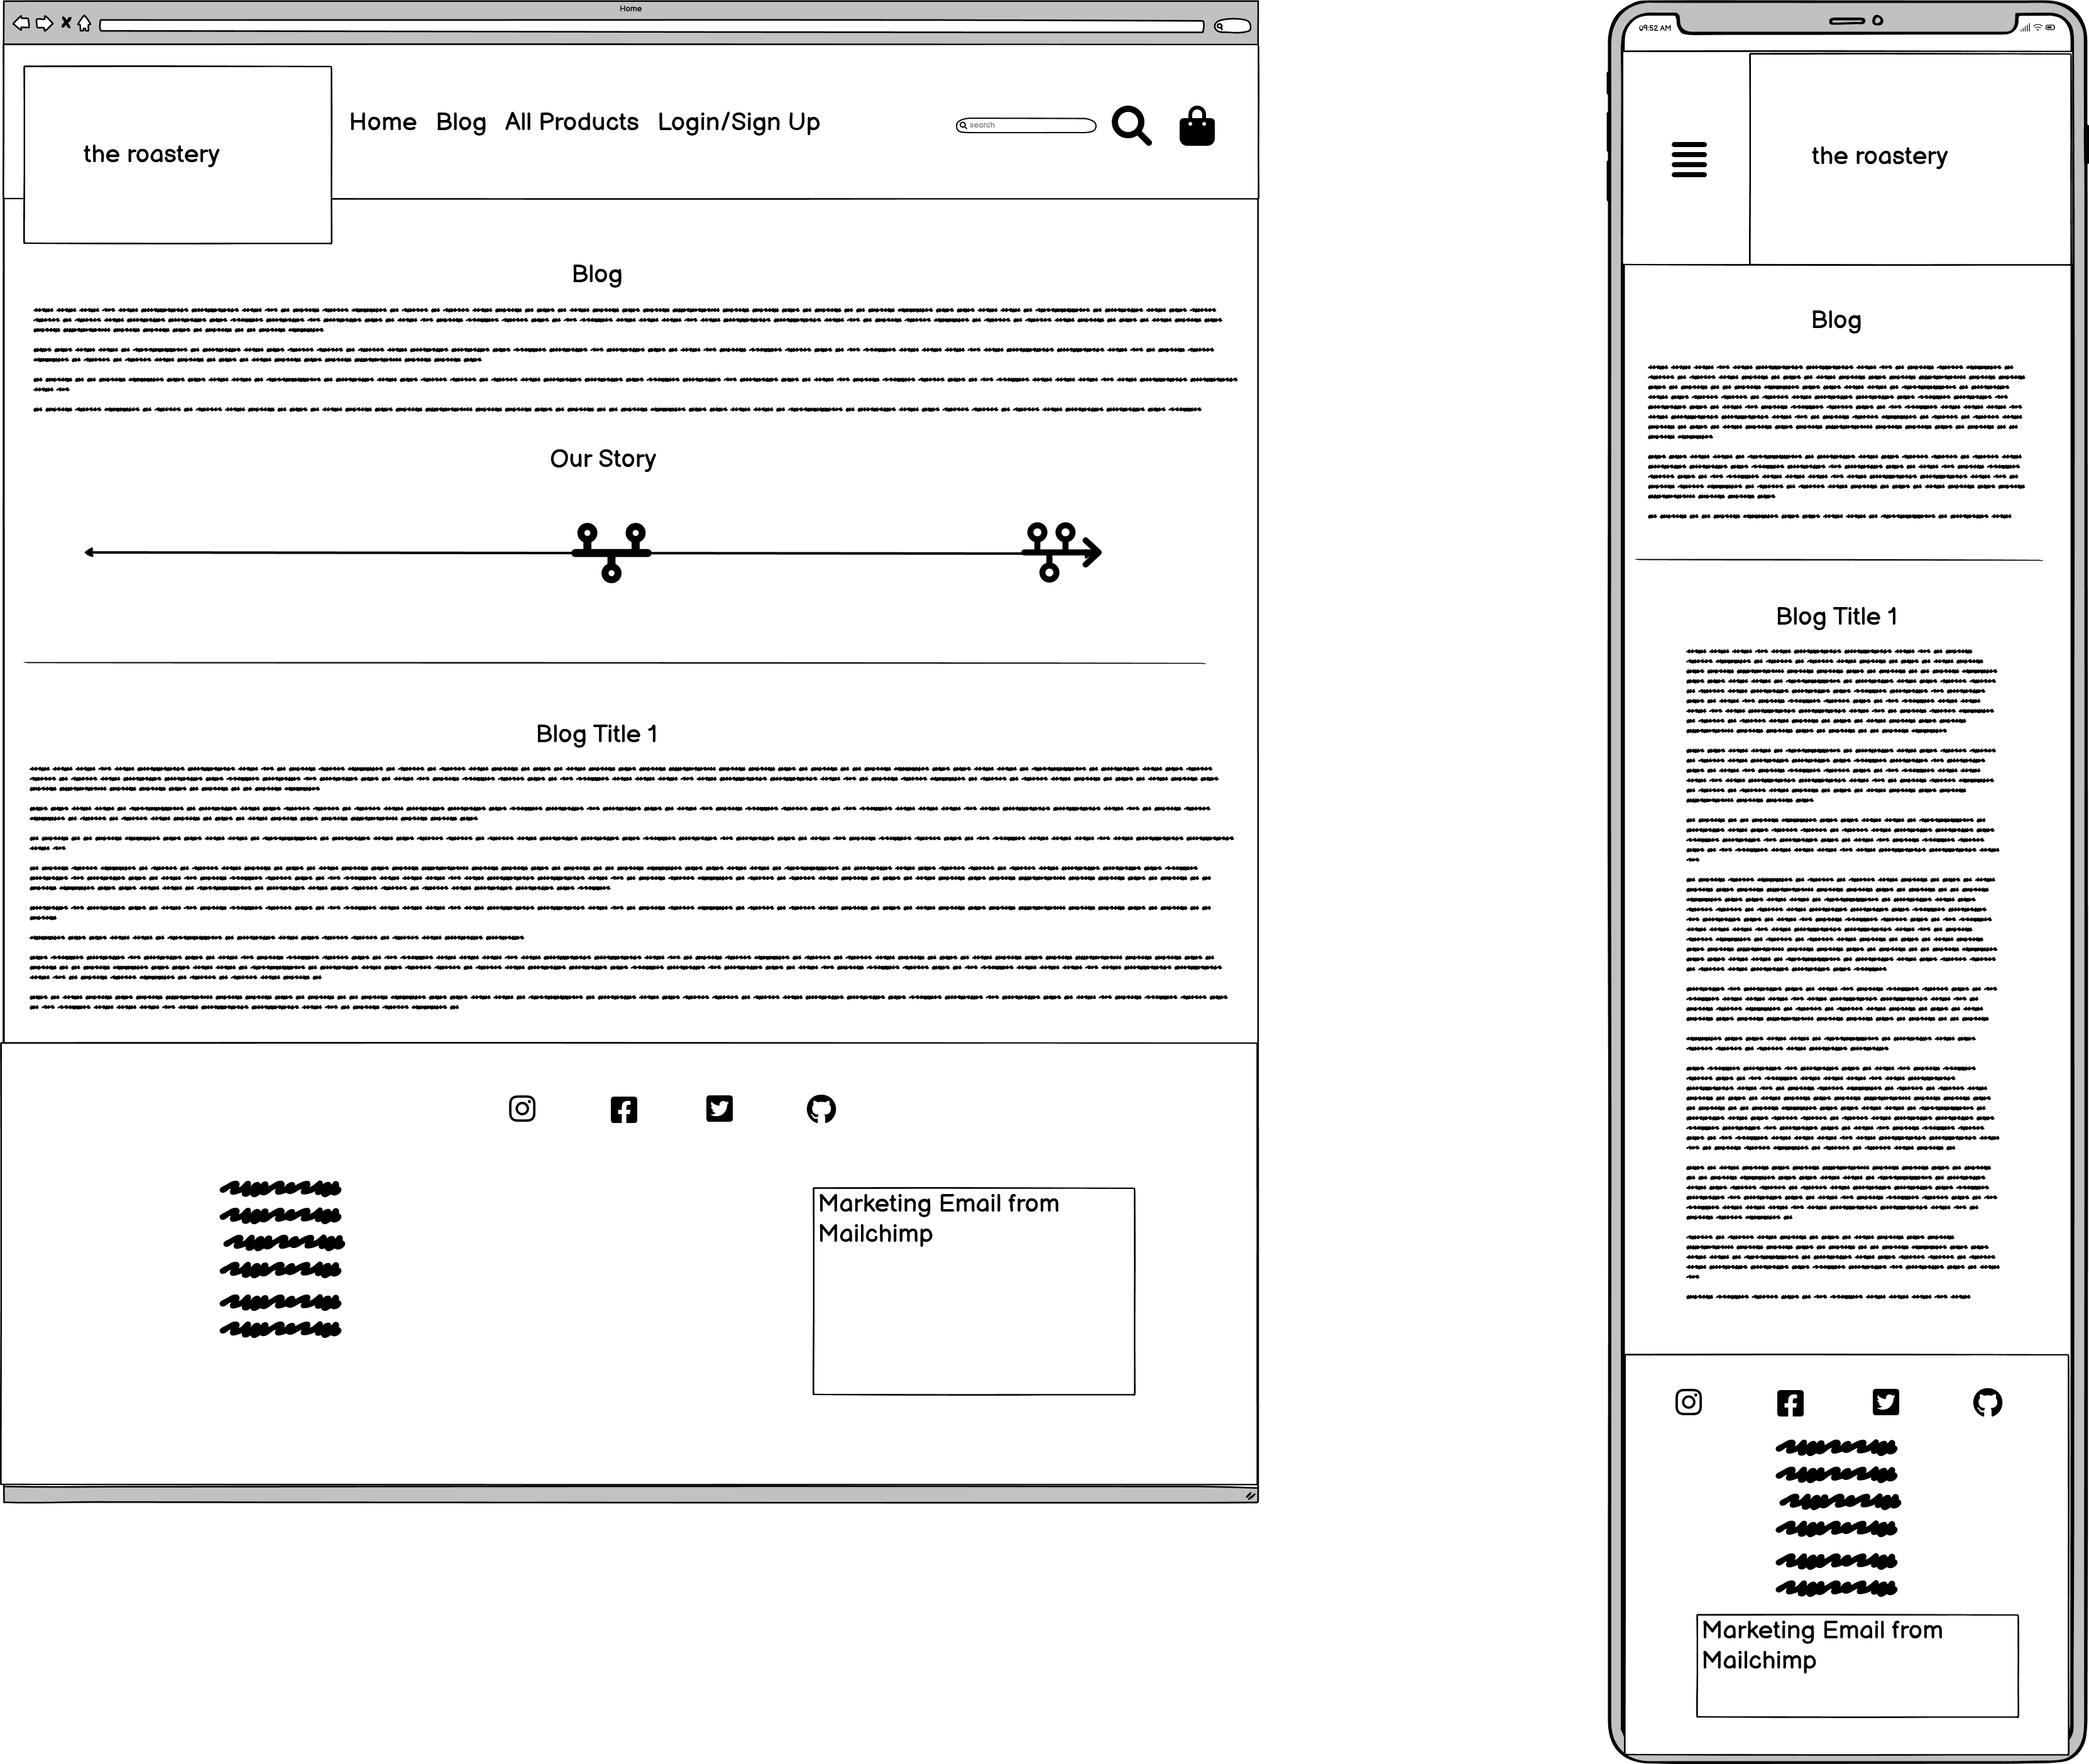 Home
the roastery
Home Blog All Products Login/Sign Up
search
Blog
Our Story
Blog Title 1
Marketing Email from
Mailchimp
09:52 AM
the roastery
Blog
Blog Title 1
Marketing Email from
Mailchimp